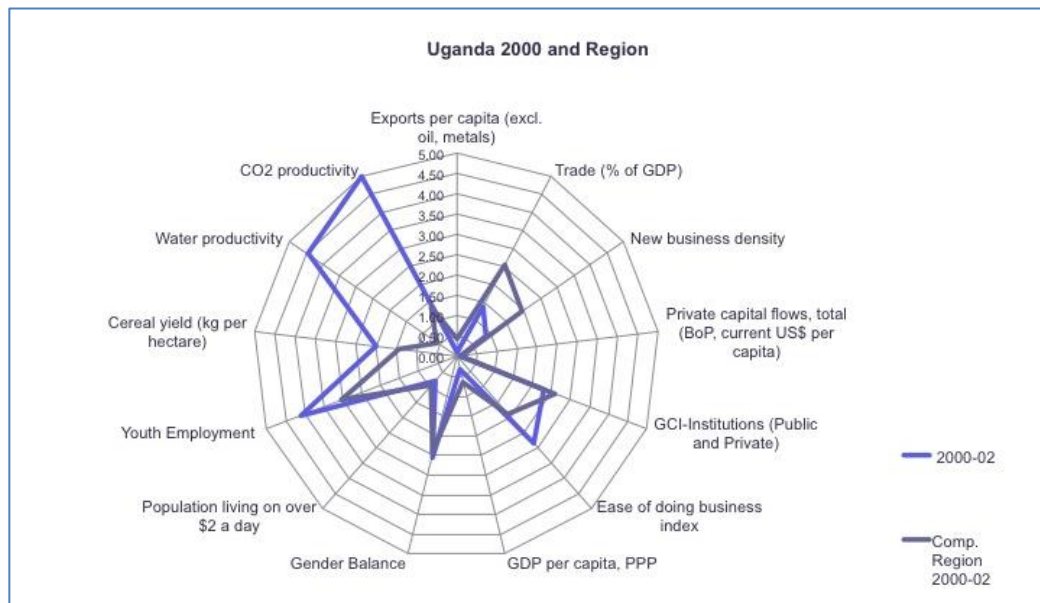 Uganda 2000 and Region
Exports per capita (excl.
oil, metals)
5.00
4.50
4.00
3.50
3.00
2.50
2.00
1.50
1.00
0.50
0.00
Trade (% of GDP)
New business density
Private capital flows, total
(BoP, current US$ per
capita)
GCI-Institutions (Public
and Private)
Ease of doing business
index
GDP per capita, PPP
Gender Balance
Population living on over
$2 a day
Youth Employment
Cereal yield (kg per
hectare)
Water productivity
CO2 productivity
2000-02
Comp.
Region
2000-02